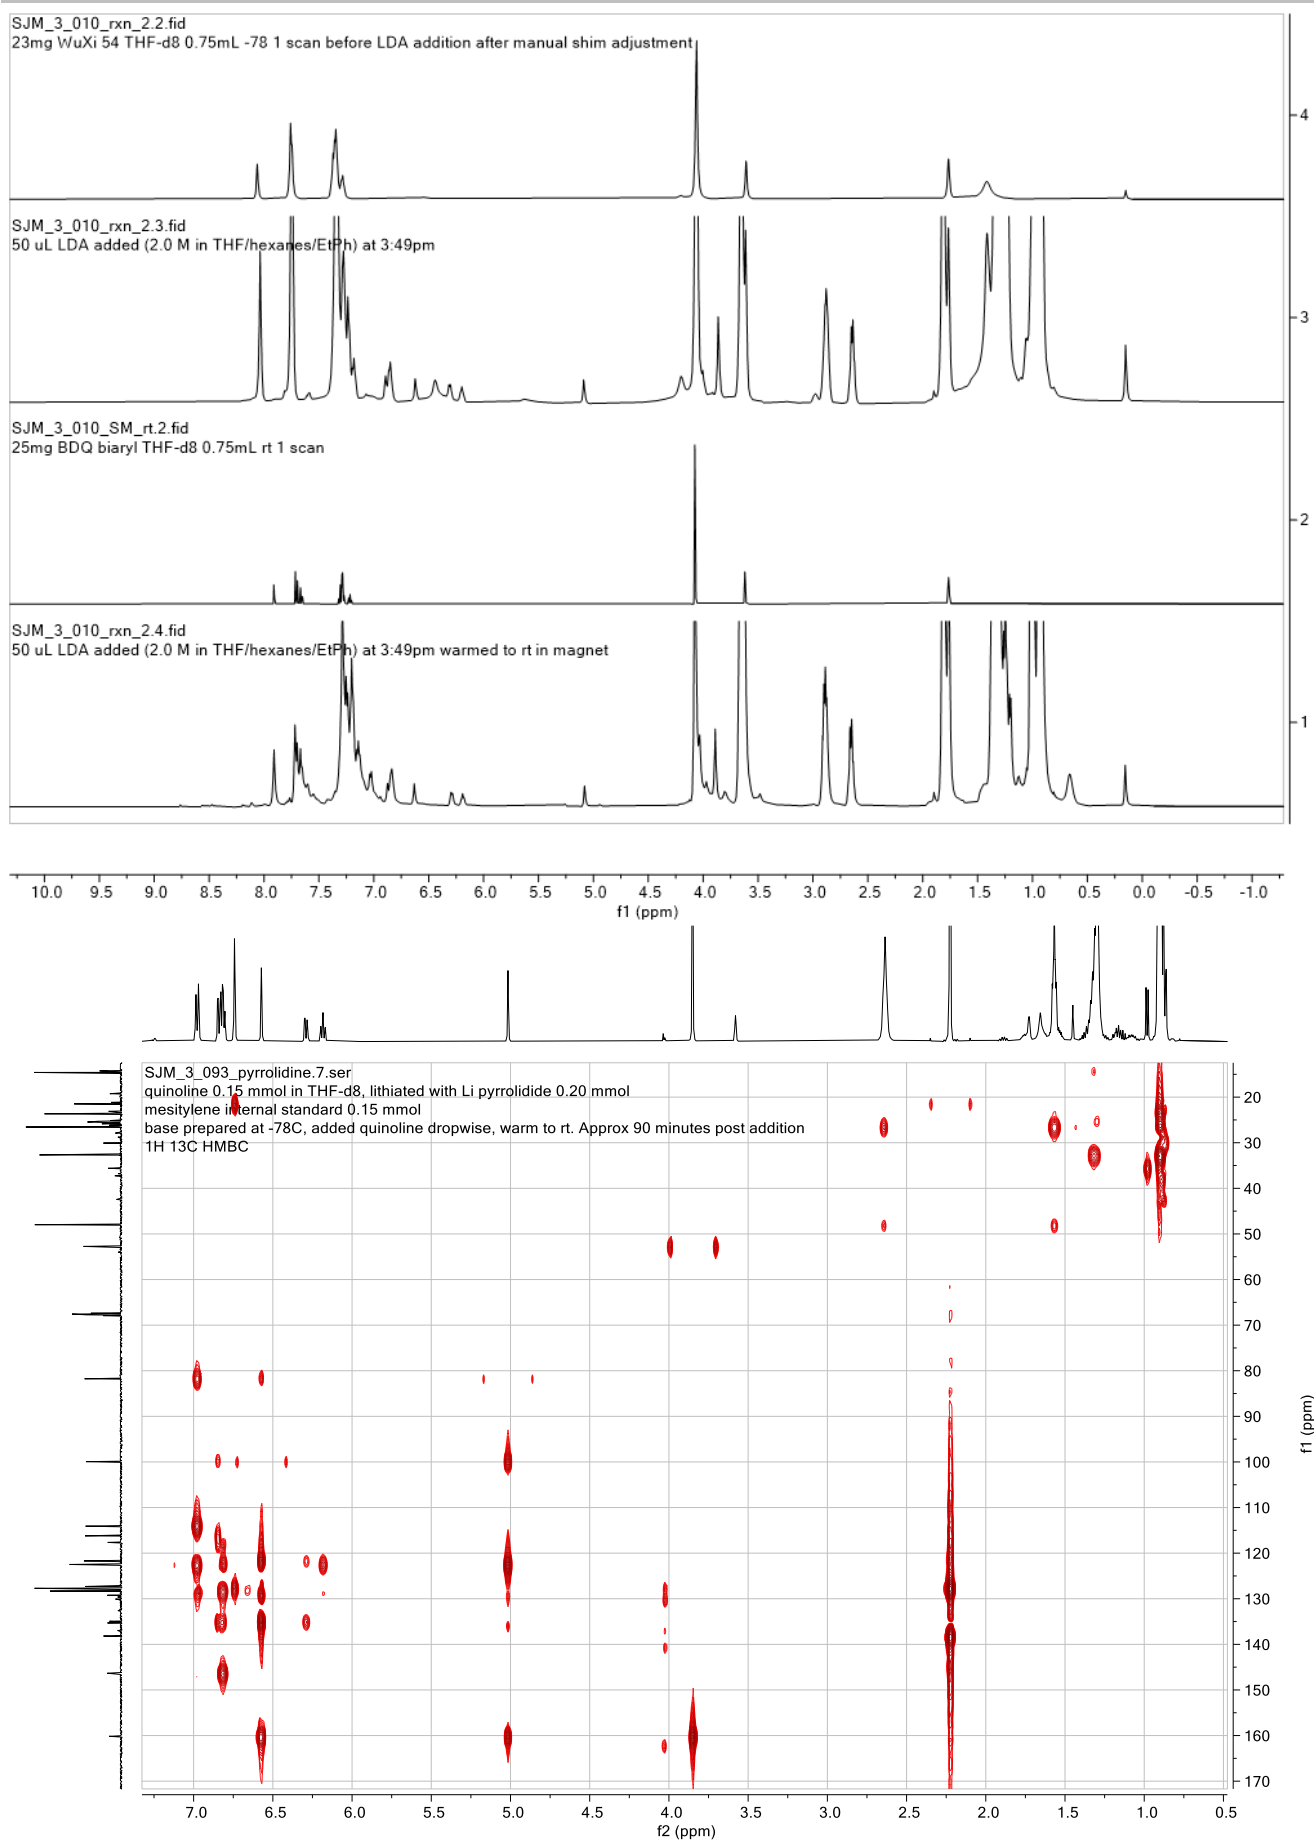 SJM_3_010_rxn_2.2.fid
23mg WuXi 54 THF-d8 0.75mL -78 1 scan before LDA addition after manual shim adjustment
4
SJM_3_010_rxn_2.3.fid
50 uL LDA added (2.0 M in THF/hexanes/EtPh) at 3:49pm
3
SJM_3_010_SM_rt.2.fid
25mg BDQ biaryl THF-d8 0.75mL rt 1 scan
2
SJM_3_010_rxn_2.4.fid
50 uL LDA added (2.0 M in THF/hexanes/EtPh) at 3:49pm warmed to rt in magnet
1
10.0 9.5 9.0 8.5 8.0 7.5 7.0 6.5 6.0 5.5 5.0 4.5 4.0 3.5 3.0 2.5 2.0 1.5 1.0 0.5 0.0 -0.5 -1.0
f1 (ppm)
SJM_3_093_pyrrolidine.7.ser
quinoline 0.15 mmol in THF-d8, lithiated with Li pyrrolidide 0.20 mmol
mesitylene internal standard 0.15 mmol
base prepared at -78C, added quinoline dropwise, warm to rt. Approx 90 minutes post addition
1H 13C HMBC
20
30
40
50
60
70
80
90
100
110
120
130
140
150
160
170
f1 (ppm)
7.0 6.5 6.0 5.5 5.0 4.5 4.0 3.5 3.0 2.5 2.0 1.5 1.0 0.5
f2 (ppm)